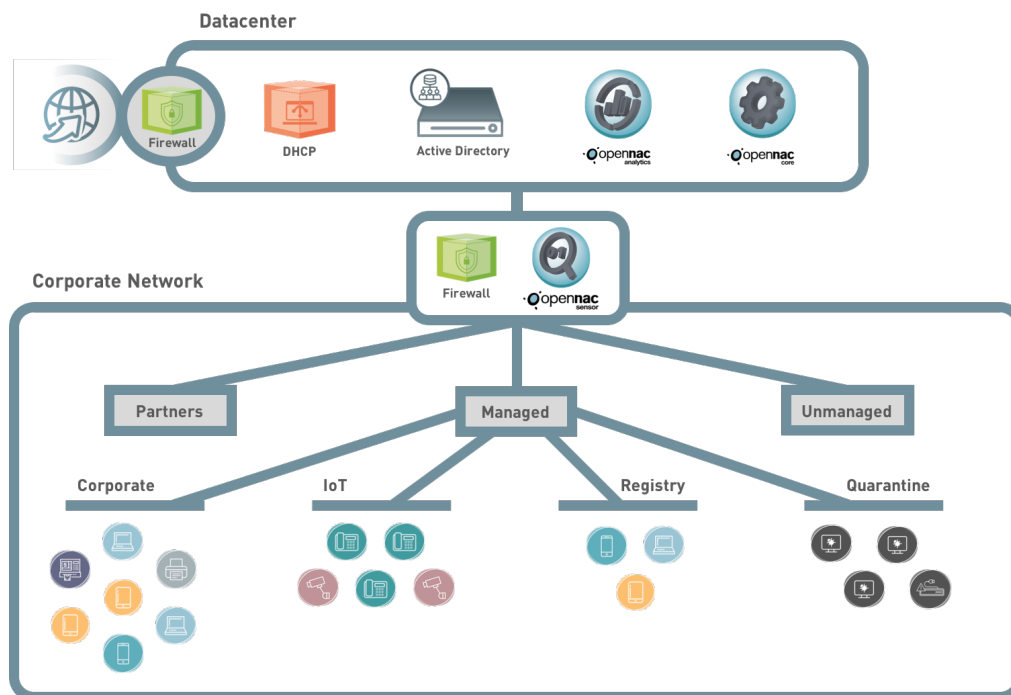 Datacenter
Firewall
DHCP
Active Directory
opennac
analytics
opennac
core
Firewall
opennac
sensor
Corporate Network
Partners
Managed
Unmanaged
Corporate
IoT
Registry
Quarantine